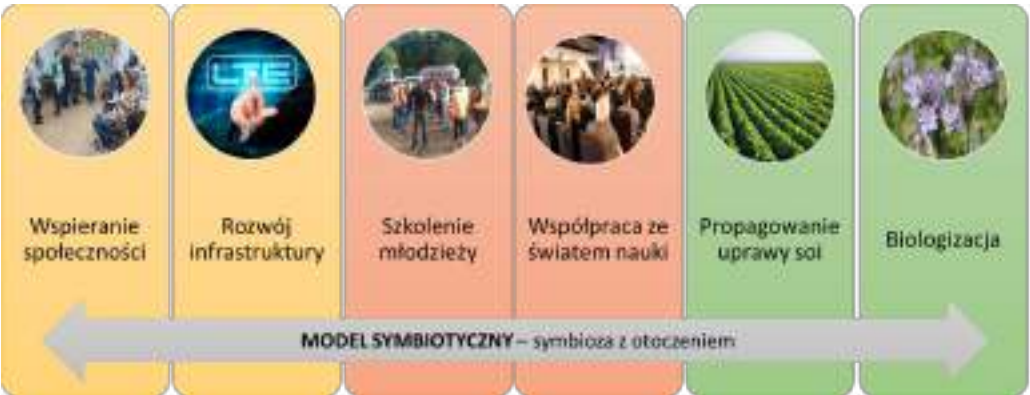 LTE
Wspieranie
społeczności
Rozwój
infrastruktury
Szkolenie
młodzieży
Współpraca ze
światem nauki
Propagowanie
uprawy soi
Biologizacja
MODEL SYMBIOTYCZNY – symbioza z otoczeniem